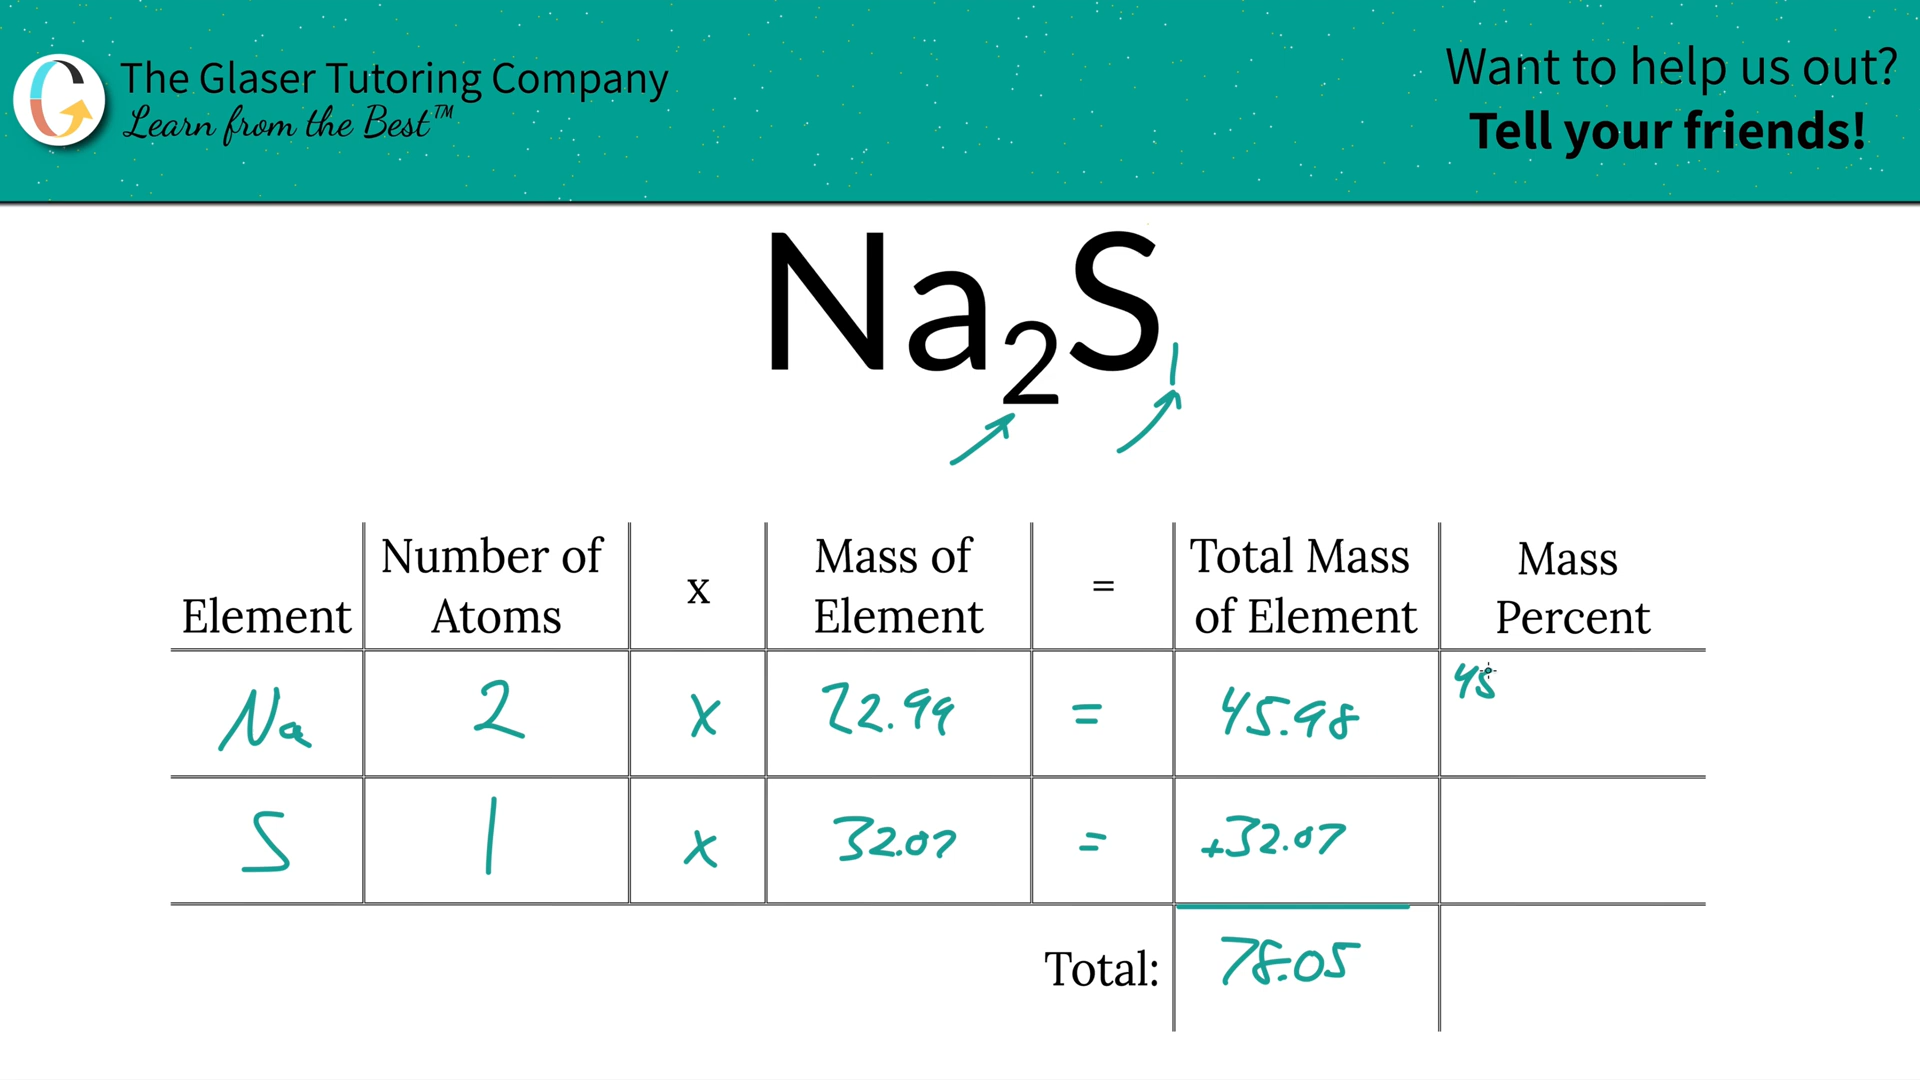 The Glaser Tutoring Company
Learn from the Best™
Want to help us out?
Tell your friends!
Na₂S
1
Element
Number of
Atoms
x
Mass of
Element
=
Total Mass
of Element
Mass
Percent
Na 2 x 22.99 = 45.98 45
S 1 x 32.07 = +32.07
Total: 78.05